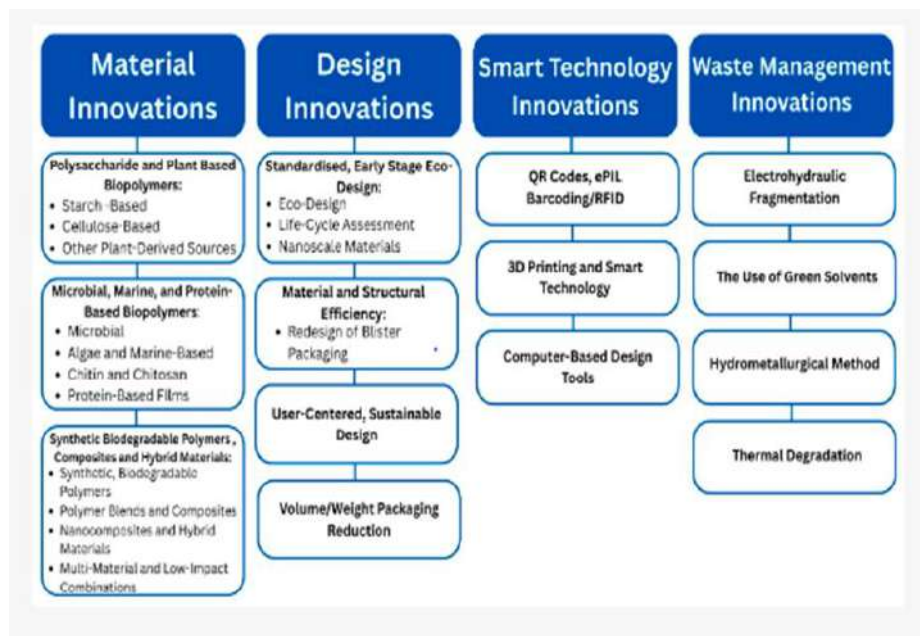 Material
Innovations
Polysaccharide and Plant Based
Biopolymers:
• Starch -Based
• Cellulose-Based
• Other Plant-Derived Sources
Microbial, Marine, and Protein-
Based Biopolymers:
• Microbial
• Algae and Marine-Based
• Chitin and Chitosan
• Protein-Based Films
Synthetic Biodegradable Polymers ,
Composites and Hybrid Materials:
• Synthetic, Biodegradable
Polymers
• Polymer Blends and Composites
• Nanocomposites and Hybrid
Materials
• Multi-Material and Low-Impact
Combinations
Design
Innovations
Standardised, Early Stage Eco-
Design:
• Eco-Design
• Life-Cycle Assessment
• Nanoscale Materials
Material and Structural
Efficiency:
• Redesign of Blister
Packaging
User-Centered, Sustainable
Design
Volume/Weight Packaging
Reduction
Smart Technology
Innovations
QR Codes, ePIL
Barcoding/RFID
3D Printing and Smart
Technology
Computer-Based Design
Tools
Waste Management
Innovations
Electrohydraulic
Fragmentation
The Use of Green Solvents
Hydrometallurgical Method
Thermal Degradation